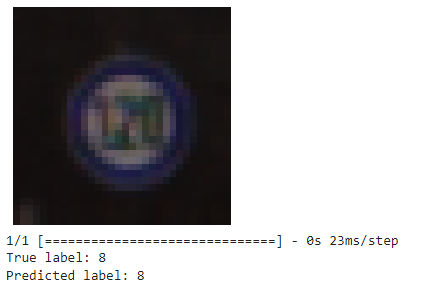 1/1 [==============================] - 0s 23ms/step
True label: 8
Predicted label: 8